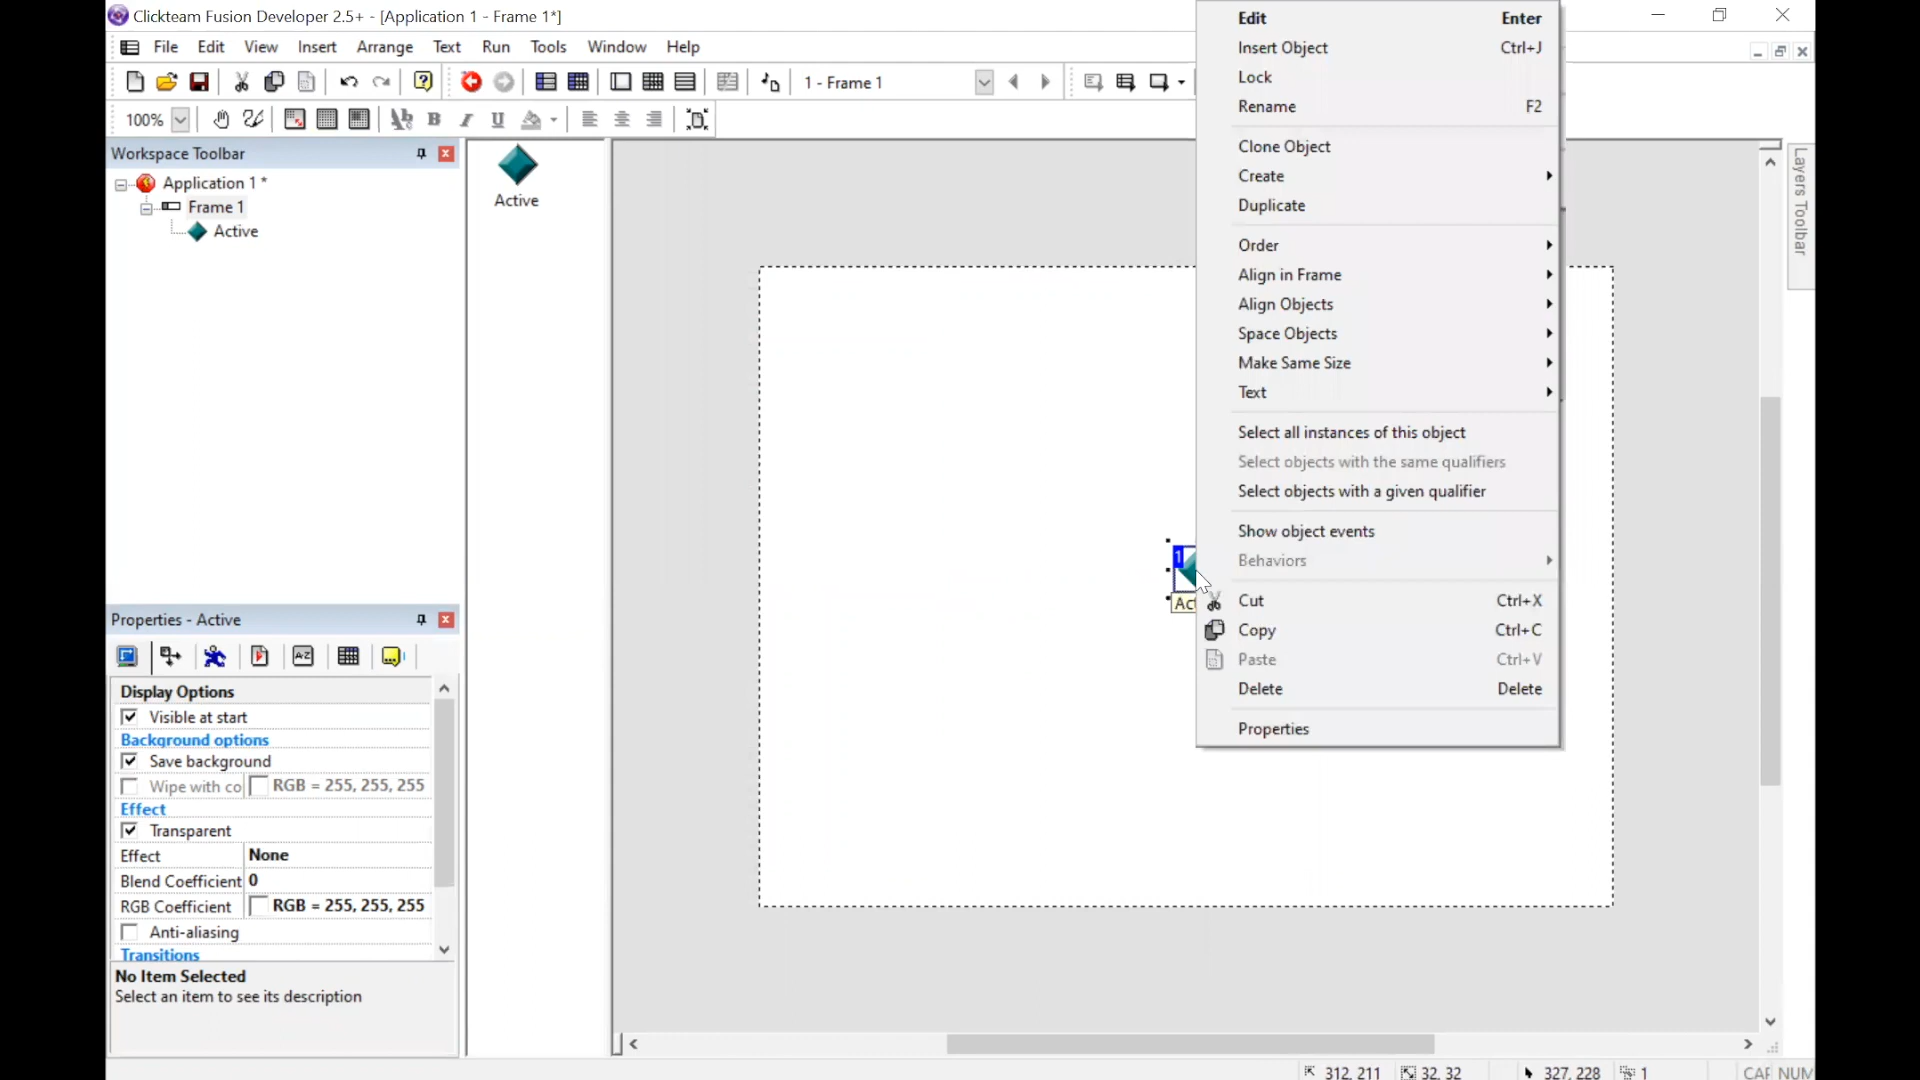 Clickteam Fusion Developer 2.5+ - [Application 1 - Frame 1*]
File Edit View Insert Arrange Text Run Tools Window Help
1 - Frame 1
100%
Workspace Toolbar
Application 1 *
Frame 1
Active
Active
Layers Toolbar
1
Edit Enter
Insert Object Ctrl+J
Lock
Rename F2
Clone Object
Create
Duplicate
Order
Align in Frame
Align Objects
Space Objects
Make Same Size
Text
Select all instances of this object
Select objects with the same qualifiers
Select objects with a given qualifier
Show object events
Behaviors
Cut Ctrl+X
Copy Ctrl+C
Paste Ctrl+V
Delete Delete
Properties
Properties - Active
Display Options
Visible at start
Background options
Save background
Wipe with co RGB = 255, 255, 255
Effect
Transparent
Effect None
Blend Coefficient 0
RGB Coefficient RGB = 255, 255, 255
Anti-aliasing
Transitions
No Item Selected
Select an item to see its description
312, 211 32, 32 327, 228 1 CAP NUM